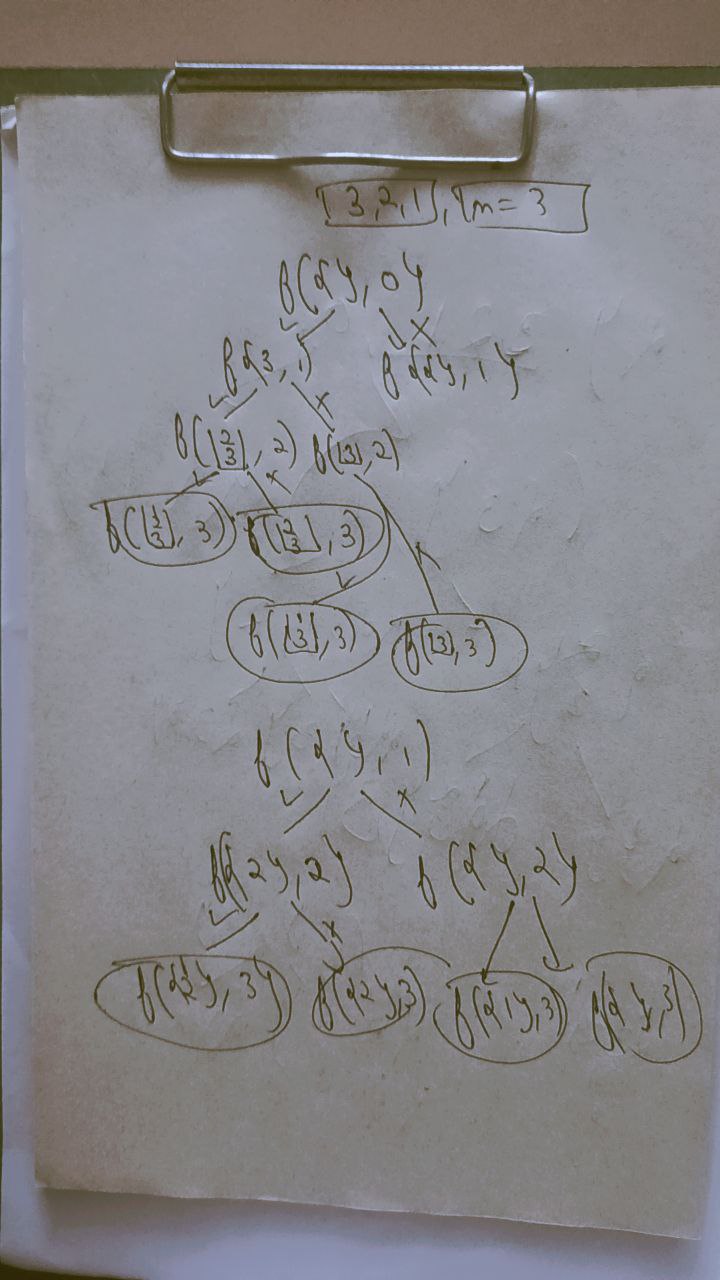 [3,2,1], n = 3
f({}, 0)
f({3, 1) f({}, 1)
f([2 3], 2) f([3], 2)
f([1 2 3], 3) f([2 3], 3)
f([1 3], 3) f([3], 3)
f({}, 1)
f({2}, 2) f({}, 2)
f({1 2}, 3) f({2}, 3) f({1}, 3) f({}, 3)